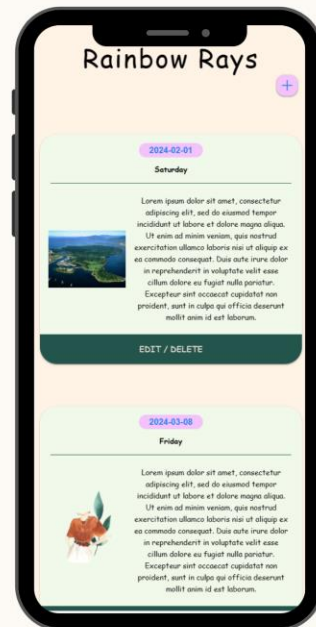 Rainbow Rays
+
2024-02-01
Saturday
Lorem ipsum dolor sit amet, consectetur
adipiscing elit, sed do eiusmod tempor
incididunt ut labore et dolore magna aliqua.
Ut enim ad minim veniam, quis nostrud
exercitation ullamco laboris nisi ut aliquip ex
ea commodo consequat. Duis aute irure dolor
in reprehenderit in voluptate velit esse
cillum dolore eu fugiat nulla pariatur.
Excepteur sint occaecat cupidatat non
proident, sunt in culpa qui officia deserunt
mollit anim id est laborum.
EDIT / DELETE
2024-03-08
Friday
Lorem ipsum dolor sit amet, consectetur
adipiscing elit, sed do eiusmod tempor
incididunt ut labore et dolore magna aliqua.
Ut enim ad minim veniam, quis nostrud
exercitation ullamco laboris nisi ut aliquip ex
ea commodo consequat. Duis aute irure dolor
in reprehenderit in voluptate velit esse
cillum dolore eu fugiat nulla pariatur.
Excepteur sint occaecat cupidatat non
proident, sunt in culpa qui officia deserunt
mollit anim id est laborum.